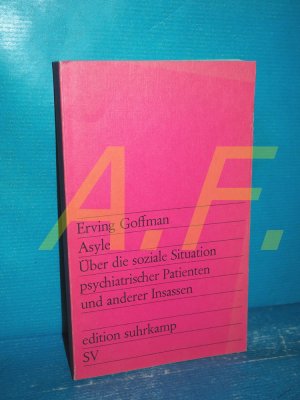 Erving Goffman
Asyle
Über die soziale Situation
psychiatrischer Patienten
und anderer Insassen
edition suhrkamp
SV
A.F.